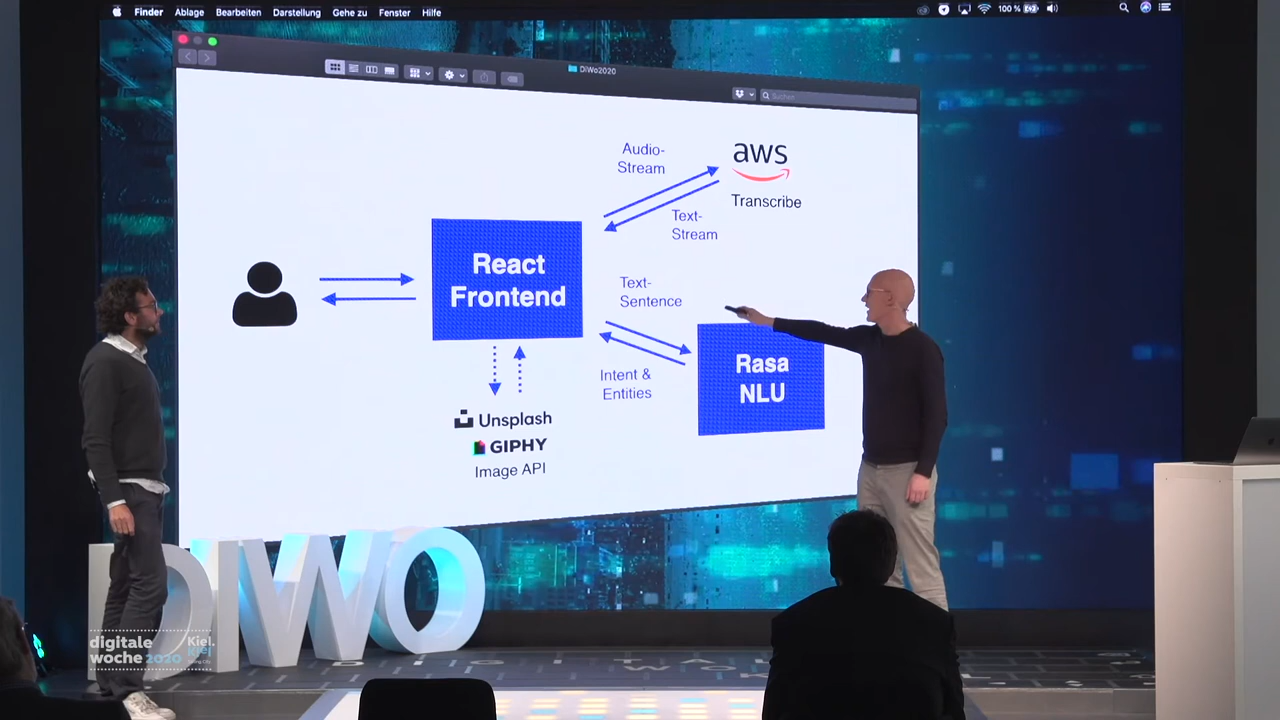 Finder Ablage Bearbeiten Darstellung Gehe zu Fenster Hilfe
100 %
DiWo2020
Suchen
Audio-
Stream
aws
Transcribe
Text-
Stream
React
Frontend
Text-
Sentence
Rasa
NLU
Intent &
Entities
Unsplash
GIPHY
Image API
DiWO
digitale
woche 2020
Kiel.